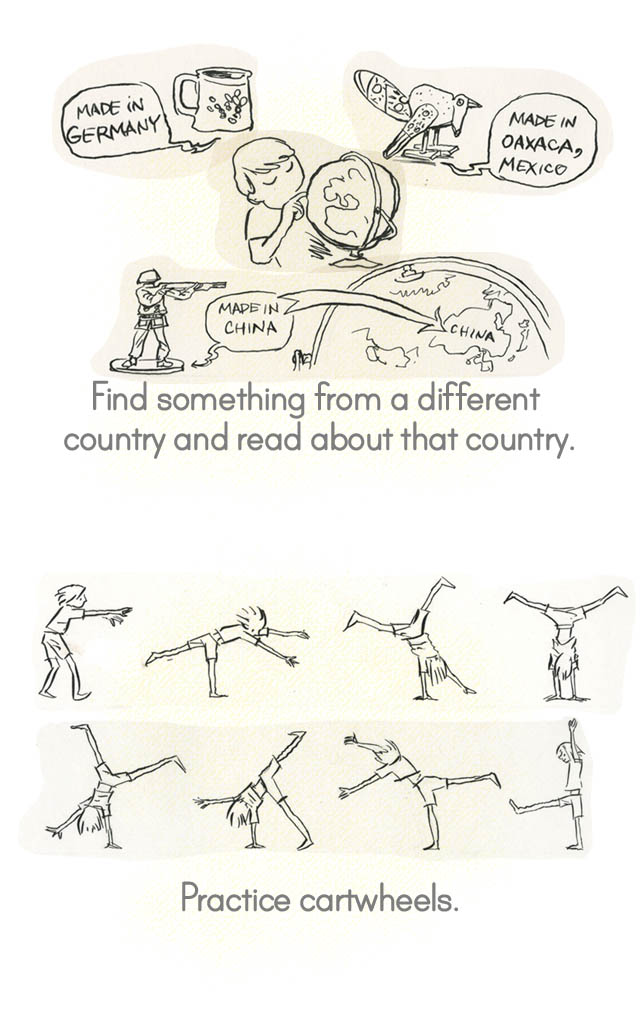 MADE IN
GERMANY
MADE IN
OAXACA,
MEXICO
MADE IN
CHINA
CHINA
Find something from a different
country and read about that country.
Practice cartwheels.